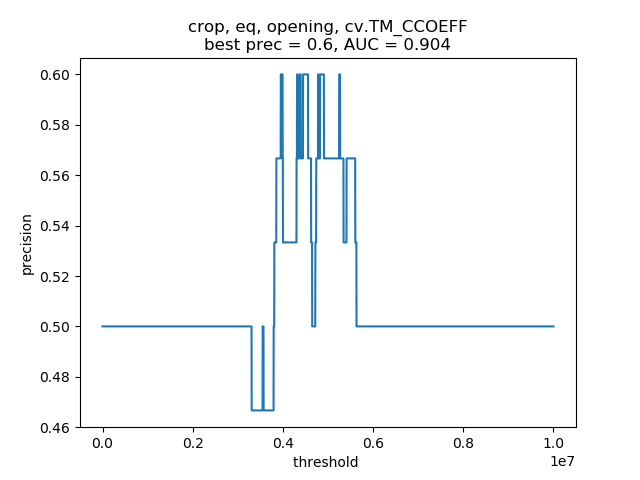 crop, eq, opening, cv.TM_CCOEFF
best prec = 0.6, AUC = 0.904
0.60
0.58
0.56
0.54
0.52
0.50
0.48
0.46
precision
0.0 0.2 0.4 0.6 0.8 1.0
1e7
threshold